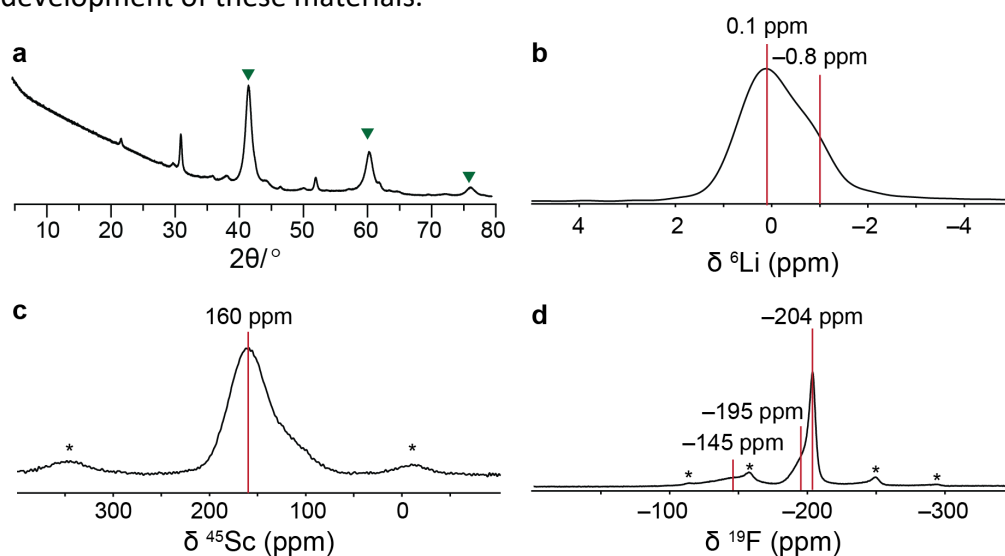 development of these materials.
a
10 20 30 40 50 60 70 80
2θ/°
b
0.1 ppm
–0.8 ppm
4 2 0 –2 –4
δ ⁶Li (ppm)
c
160 ppm
* *
300 200 100 0
δ ⁴⁵Sc (ppm)
d
–204 ppm
–195 ppm
–145 ppm
* * * *
–100 –200 –300
δ ¹⁹F (ppm)